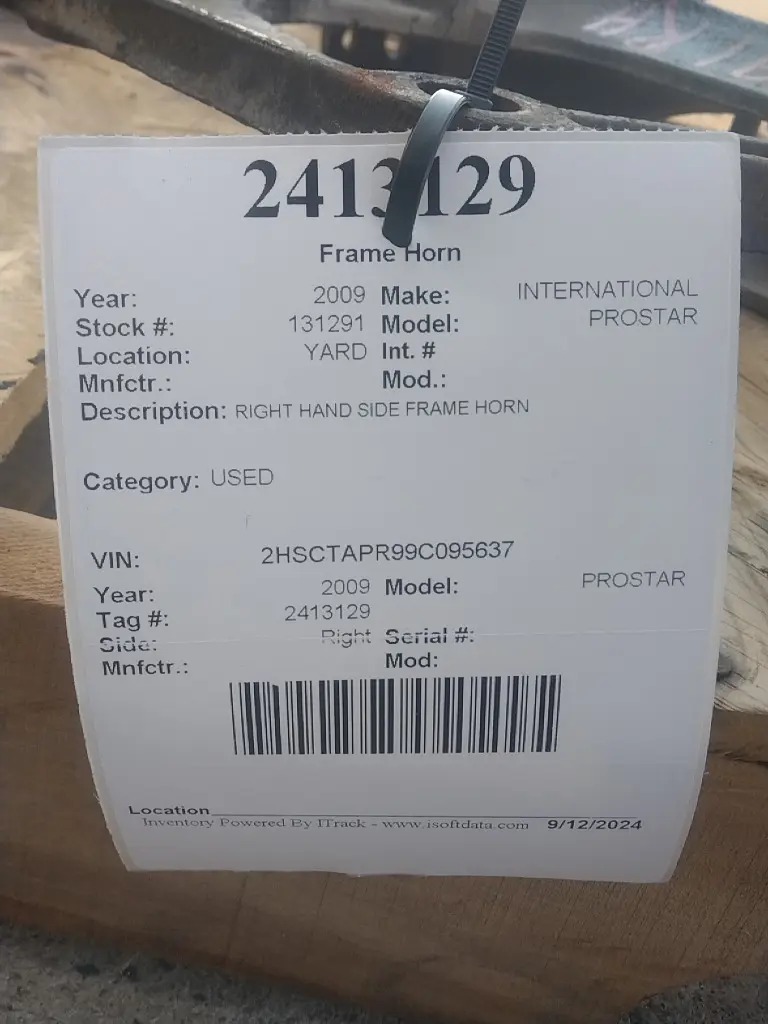 2413129
Frame Horn
Year: 2009 Make: INTERNATIONAL
Stock #: 131291 Model: PROSTAR
Location: YARD Int. #
Mnfctr.: Mod.:
Description: RIGHT HAND SIDE FRAME HORN
Category: USED
VIN: 2HSCTAPR99C095637
Year: 2009 Model: PROSTAR
Tag #: 2413129
Side: Right Serial #:
Mnfctr.: Mod:
Location
Inventory Powered By ITrack - www.isoftdata.com 9/12/2024